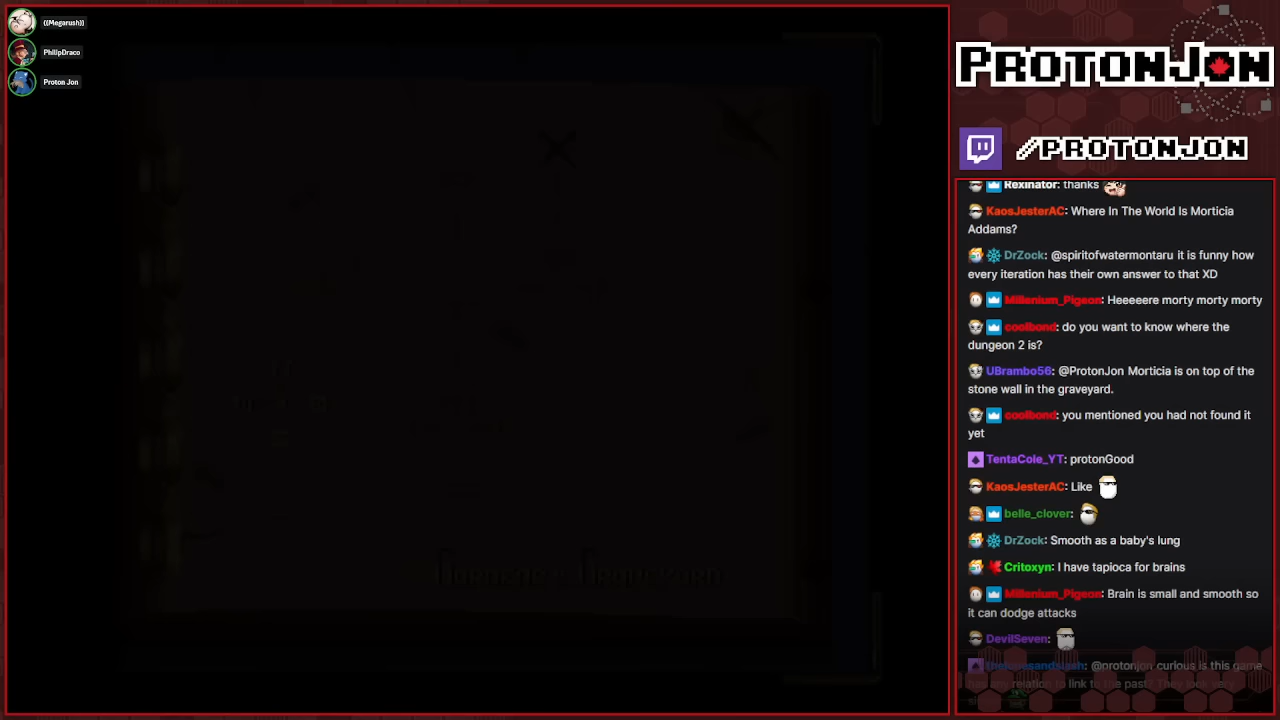 ((Megarush))
PhilipDraco
Proton Jon
PROTONJON
/PROTONJON
Rexinator: thanks
KaosJesterAC: Where In The World Is Morticia
Addams?
DrZock: @spiritofwatermontaru it is funny how
every iteration has their own answer to that XD
Millenium_Pigeon: Heeeeere morty morty morty
coolbond: do you want to know where the
dungeon 2 is?
UBrambo56: @ProtonJon Morticia is on top of the
stone wall in the graveyard.
coolbond: you mentioned you had not found it
yet
TentaCole_YT: protonGood
KaosJesterAC: Like
belle_clover:
DrZock: Smooth as a baby's lung
Critoxyn: I have tapioca for brains
Millenium_Pigeon: Brain is small and smooth so
it can dodge attacks
DevilSeven:
@protonjon curious is this game
has any relation to link to the past? They look very